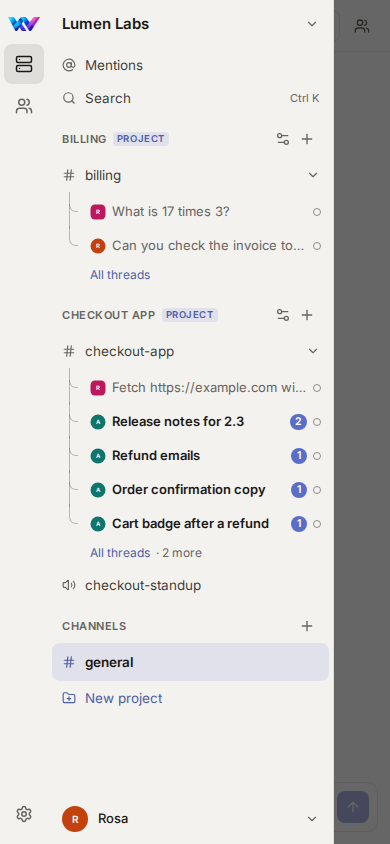 Lumen Labs
Mentions
Search Ctrl K
BILLING PROJECT
# billing
R What is 17 times 3?
R Can you check the invoice to...
All threads
CHECKOUT APP PROJECT
# checkout-app
R Fetch https://example.com wi...
A Release notes for 2.3 2
A Refund emails 1
A Order confirmation copy 1
A Cart badge after a refund 1
All threads · 2 more
checkout-standup
CHANNELS
# general
New project
R Rosa